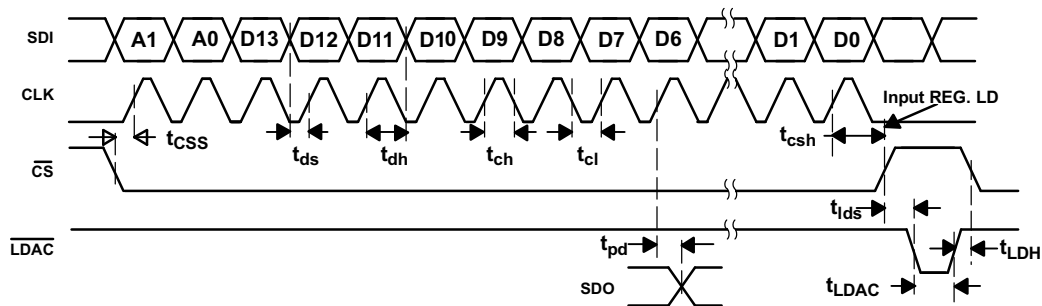 SDI A1 A0 D13 D12 D11 D10 D9 D8 D7 D6 D1 D0
CLK
Input REG. LD
tCSS tds tdh tch tcl tcsh
CS
tlds
LDAC
tpd tLDH
SDO tLDAC